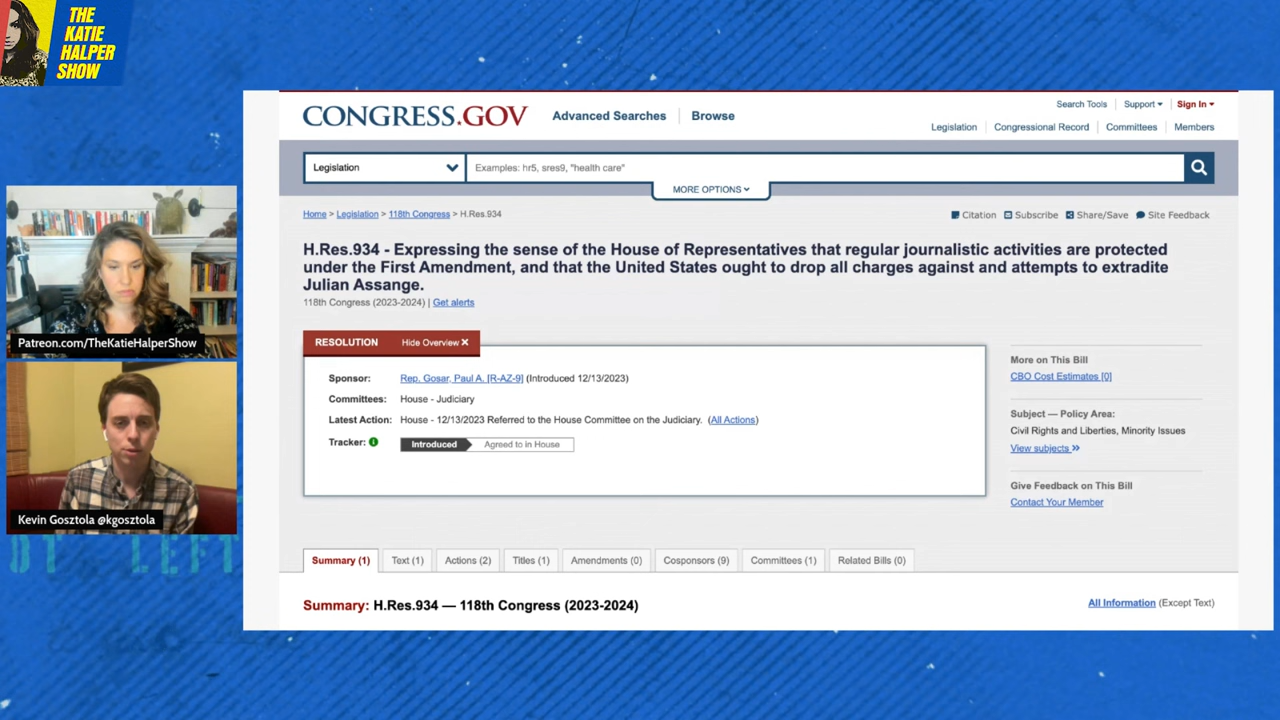 THE
KATIE
HALPER
SHOW
Patreon.com/TheKatieHalperShow
Kevin Gosztola @kgosztola
CONGRESS.GOV
Advanced Searches
Browse
Search Tools
Support
Sign In
Legislation
Congressional Record
Committees
Members
Legislation
Examples: hr5, sres9, "health care"
MORE OPTIONS
Home > Legislation > 118th Congress > H.Res.934
Citation
Subscribe
Share/Save
Site Feedback
H.Res.934 - Expressing the sense of the House of Representatives that regular journalistic activities are protected
under the First Amendment, and that the United States ought to drop all charges against and attempts to extradite
Julian Assange.
118th Congress (2023-2024) | Get alerts
RESOLUTION
Hide Overview X
Sponsor: Rep. Gosar, Paul A. [R-AZ-9] (Introduced 12/13/2023)
Committees: House - Judiciary
Latest Action: House - 12/13/2023 Referred to the House Committee on the Judiciary. (All Actions)
Tracker: Introduced Agreed to in House
More on This Bill
CBO Cost Estimates [0]
Subject — Policy Area:
Civil Rights and Liberties, Minority Issues
View subjects »
Give Feedback on This Bill
Contact Your Member
Summary (1)
Text (1)
Actions (2)
Titles (1)
Amendments (0)
Cosponsors (9)
Committees (1)
Related Bills (0)
Summary: H.Res.934 — 118th Congress (2023-2024)
All Information (Except Text)
LEFT